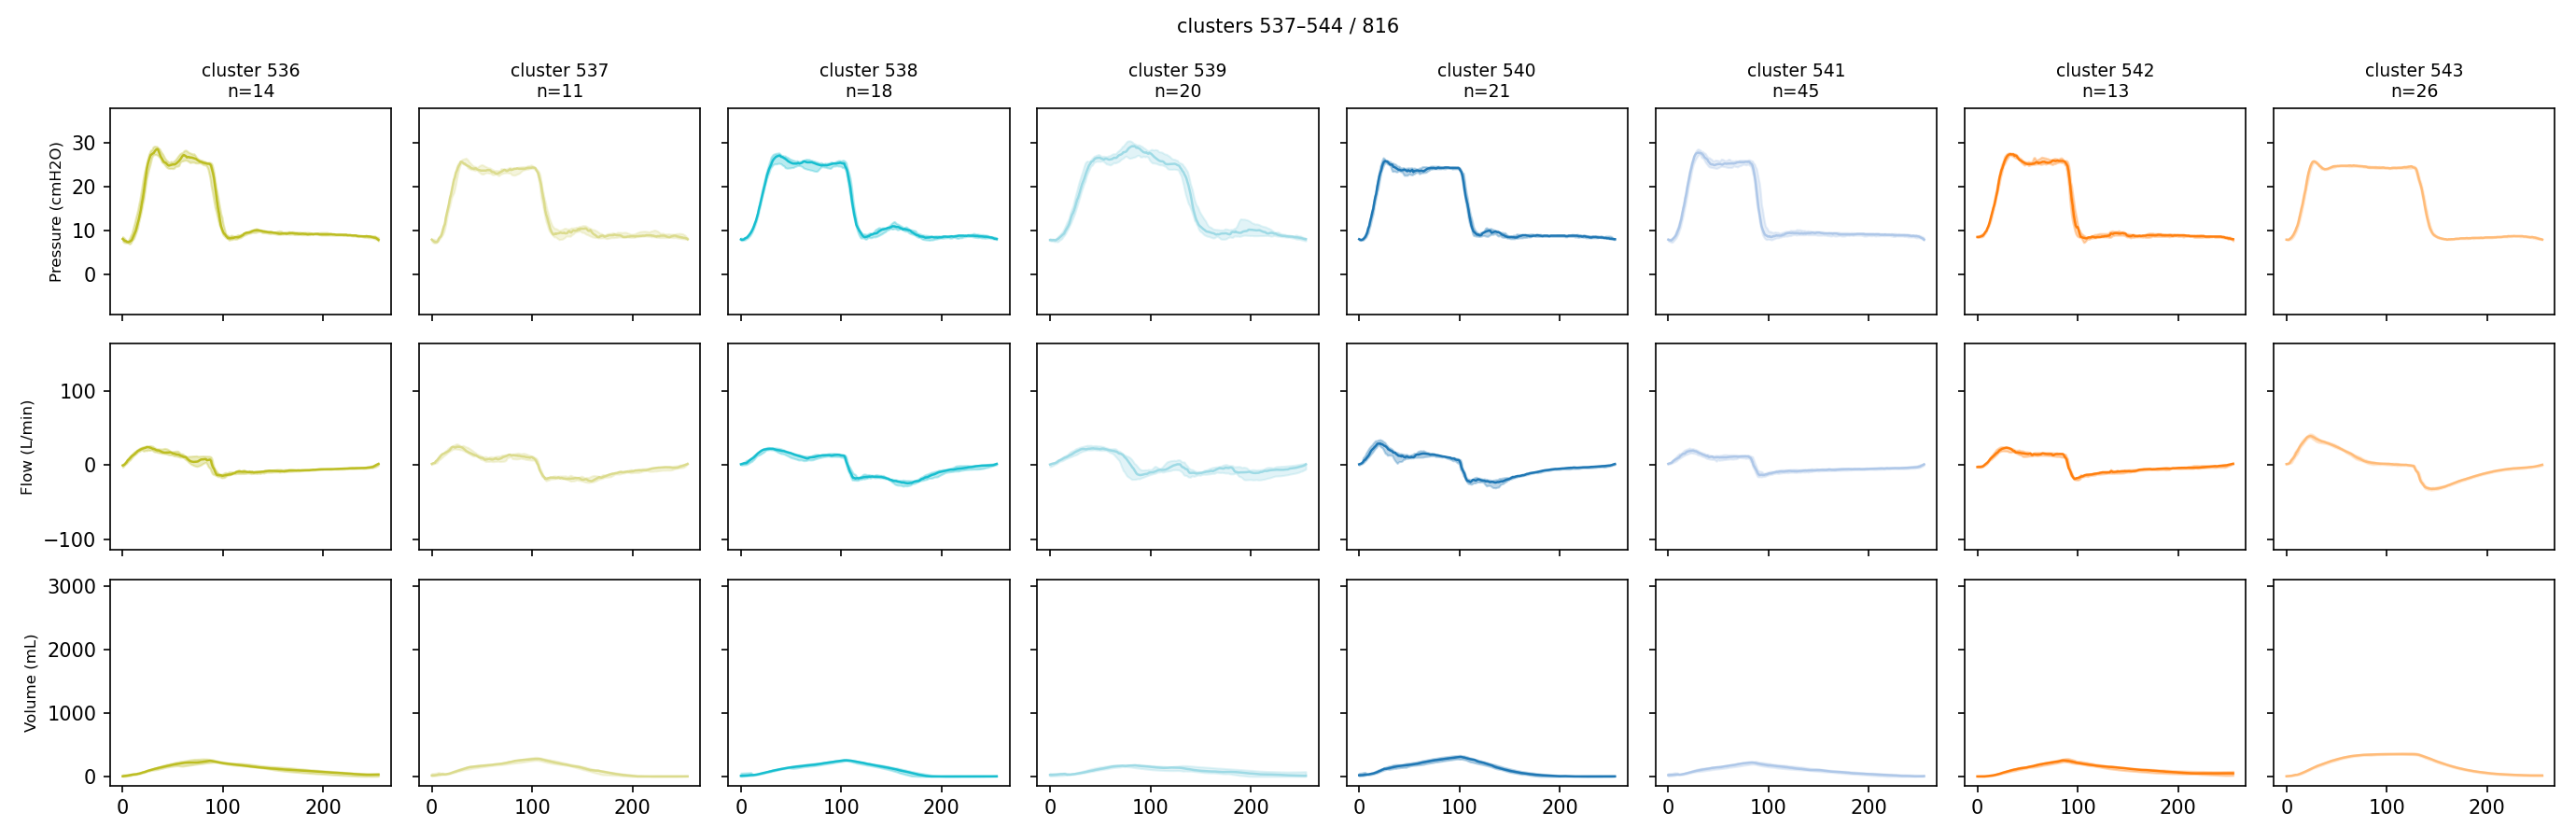 clusters 537–544 / 816
cluster 536
n=14
cluster 537
n=11
cluster 538
n=18
cluster 539
n=20
cluster 540
n=21
cluster 541
n=45
cluster 542
n=13
cluster 543
n=26
Pressure (cmH2O)
30
20
10
0
Flow (L/min)
100
0
−100
Volume (mL)
3000
2000
1000
0
0 100 200
0 100 200
0 100 200
0 100 200
0 100 200
0 100 200
0 100 200
0 100 200